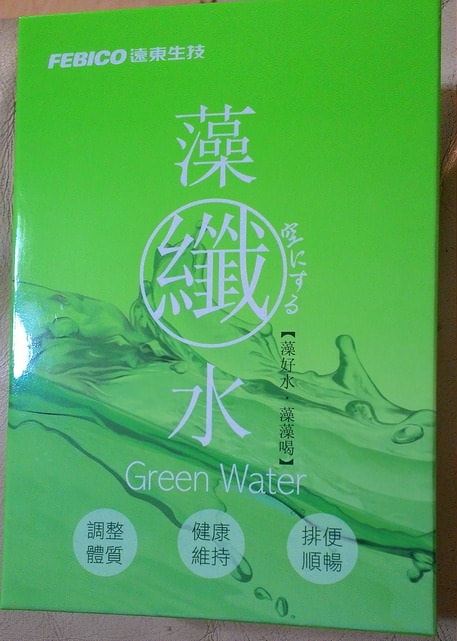 FEBICO 遠東生技
藻
纖
水
空にする
【藻好水．藻藻喝】
Green Water
調整
體質
健康
維持
排便
順暢